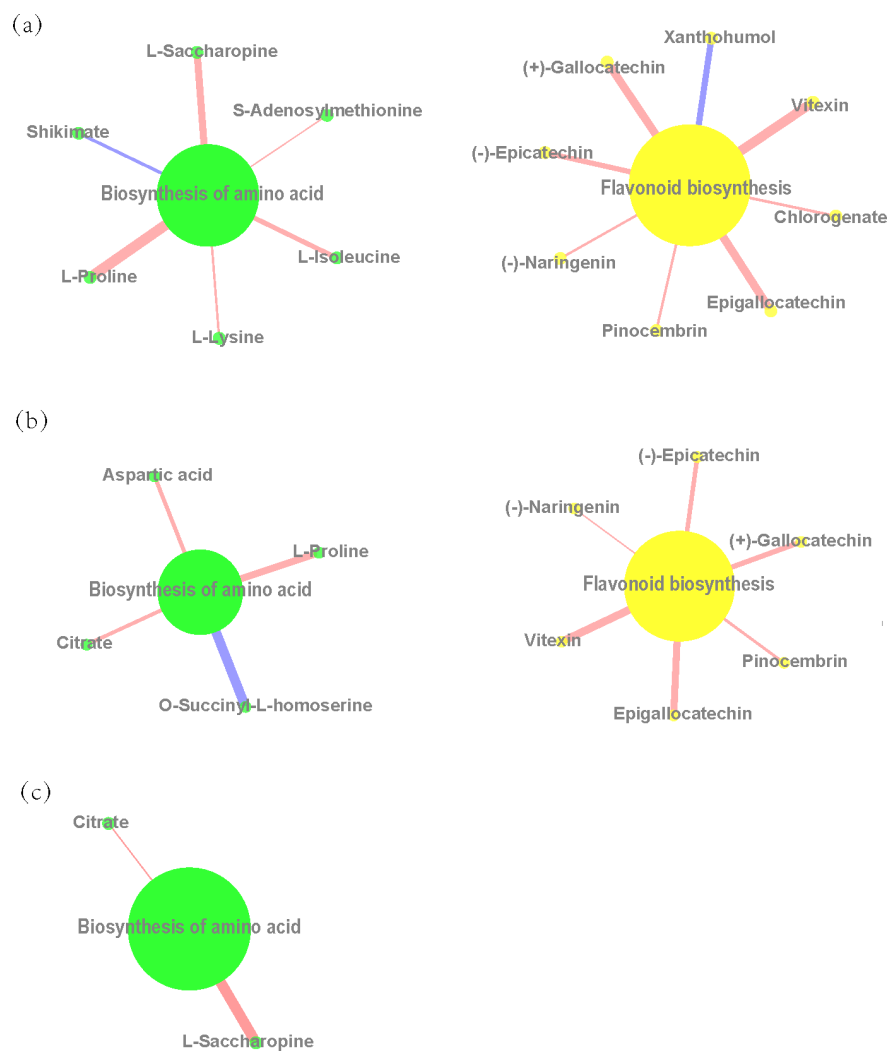 (a)
L-Saccharopine
S-Adenosylmethionine
Shikimate
Biosynthesis of amino acid
L-Proline
L-Isoleucine
L-Lysine
Xanthohumol
(+)-Gallocatechin
Vitexin
(-)-Epicatechin
Flavonoid biosynthesis
Chlorogenate
(-)-Naringenin
Epigallocatechin
Pinocembrin
(b)
Aspartic acid
L-Proline
Biosynthesis of amino acid
Citrate
O-Succinyl-L-homoserine
(-)-Epicatechin
(-)-Naringenin
(+)-Gallocatechin
Flavonoid biosynthesis
Vitexin
Pinocembrin
Epigallocatechin
(c)
Citrate
Biosynthesis of amino acid
L-Saccharopine